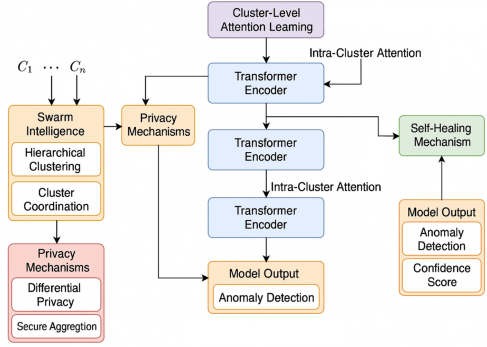 Cluster-Level
Attention Learning
Intra-Cluster Attention
C1 ... Cn
Transformer
Encoder
Swarm
Intelligence
Hierarchical
Clustering
Cluster
Coordination
Privacy
Mechanisms
Self-Healing
Mechanism
Transformer
Encoder
Intra-Cluster Attention
Transformer
Encoder
Privacy
Mechanisms
Differential
Privacy
Secure Aggregtion
Model Output
Anomaly Detection
Model Output
Anomaly
Detection
Confidence
Score